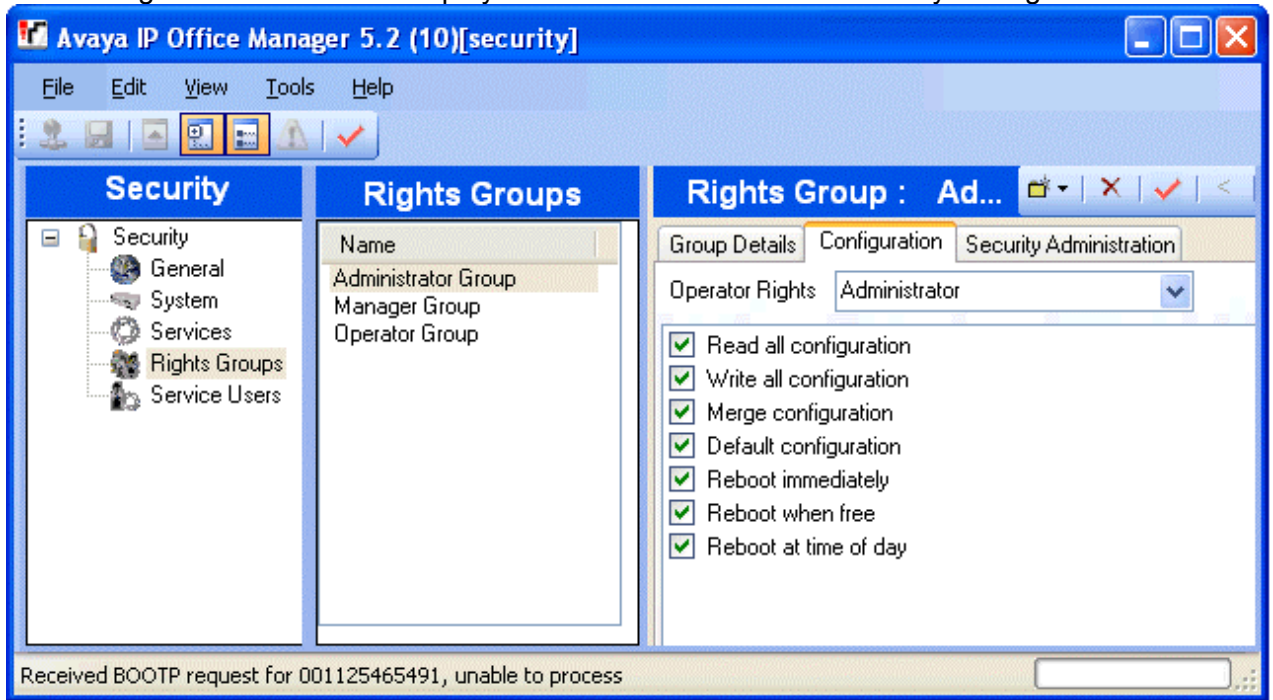 Avaya IP Office Manager 5.2 (10)[security]
File Edit View Tools Help
Security
Security
General
System
Services
Rights Groups
Service Users
Rights Groups
Name
Administrator Group
Manager Group
Operator Group
Rights Group : Ad...
Group Details Configuration Security Administration
Operator Rights Administrator
Read all configuration
Write all configuration
Merge configuration
Default configuration
Reboot immediately
Reboot when free
Reboot at time of day
Received BOOTP request for 001125465491, unable to process